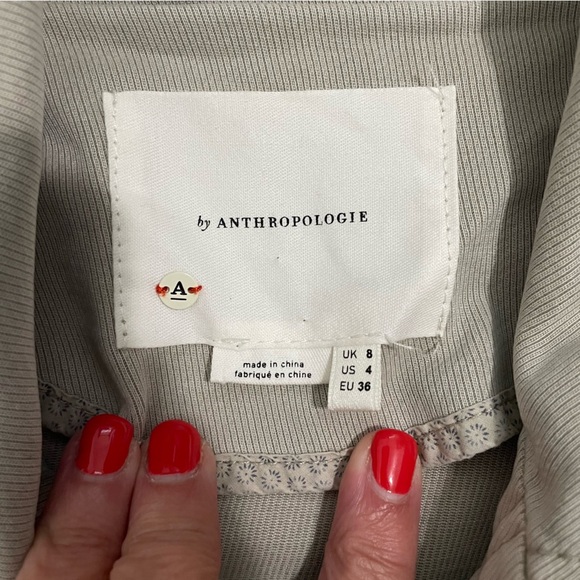 by ANTHROPOLOGIE
A
made in china
fabriqué en chine
UK 8
US 4
EU 36